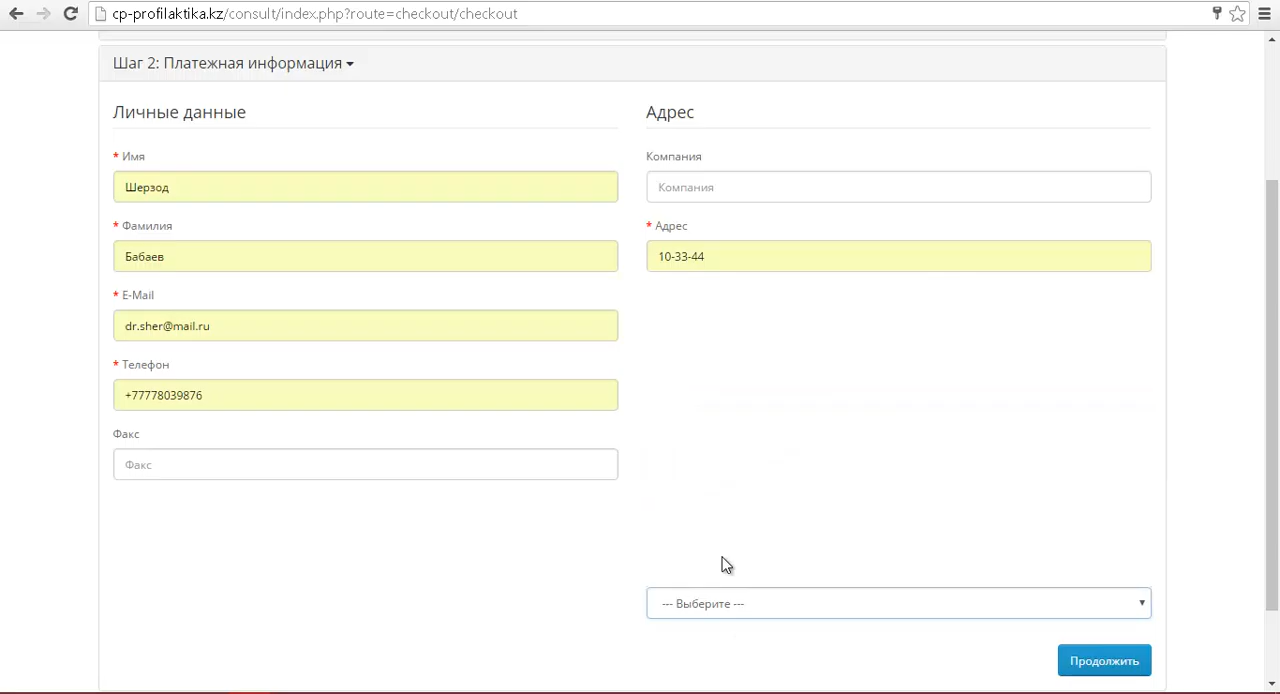 cp-profilaktika.kz/consult/index.php?route=checkout/checkout
Шаг 2: Платежная информация
Личные данные
* Имя
Шерзод
* Фамилия
Бабаев
* E-Mail
dr.sher@mail.ru
* Телефон
+77778039876
Факс
Факс
Адрес
Компания
Компания
* Адрес
10-33-44
--- Выберите ---
Продолжить